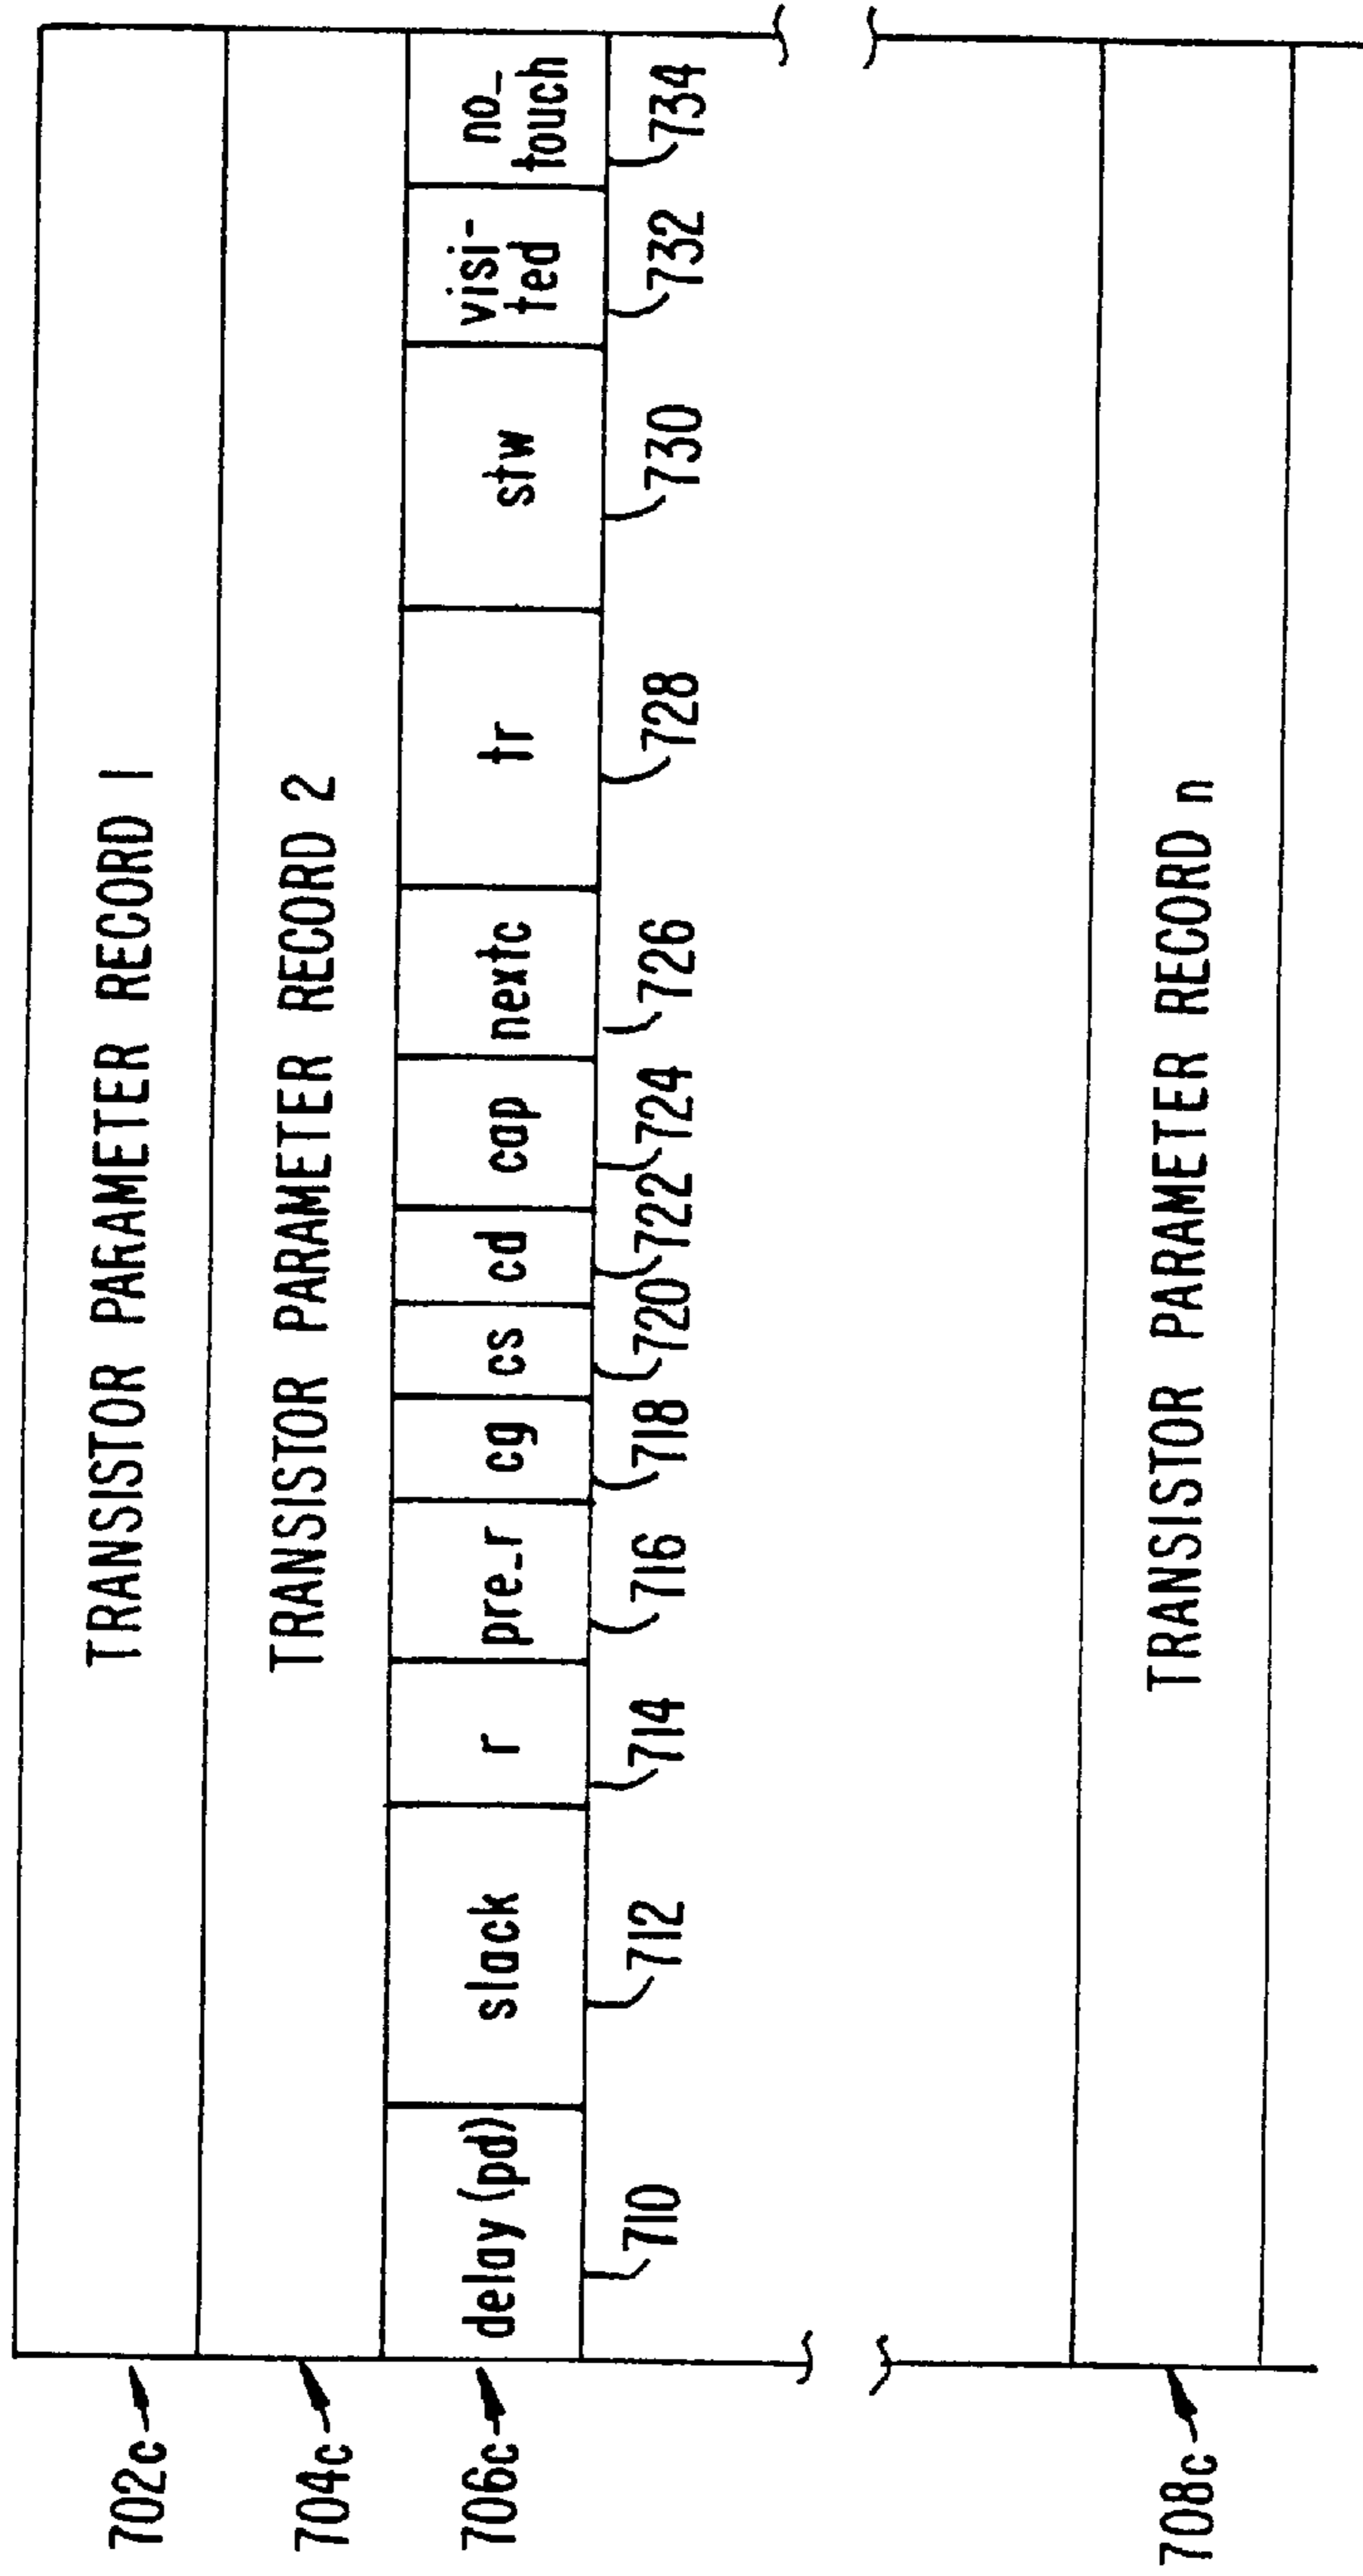 702c
TRANSISTOR PARAMETER RECORD 1
704c
TRANSISTOR PARAMETER RECORD 2
706c
delay (pd)
slack
r
pre_r
cg
cs
cd
cap
nextc
tr
stw
visi-
ted
no_
touch
710
712
714
716
718
720
722
724
726
728
730
732
734
708c
TRANSISTOR PARAMETER RECORD n